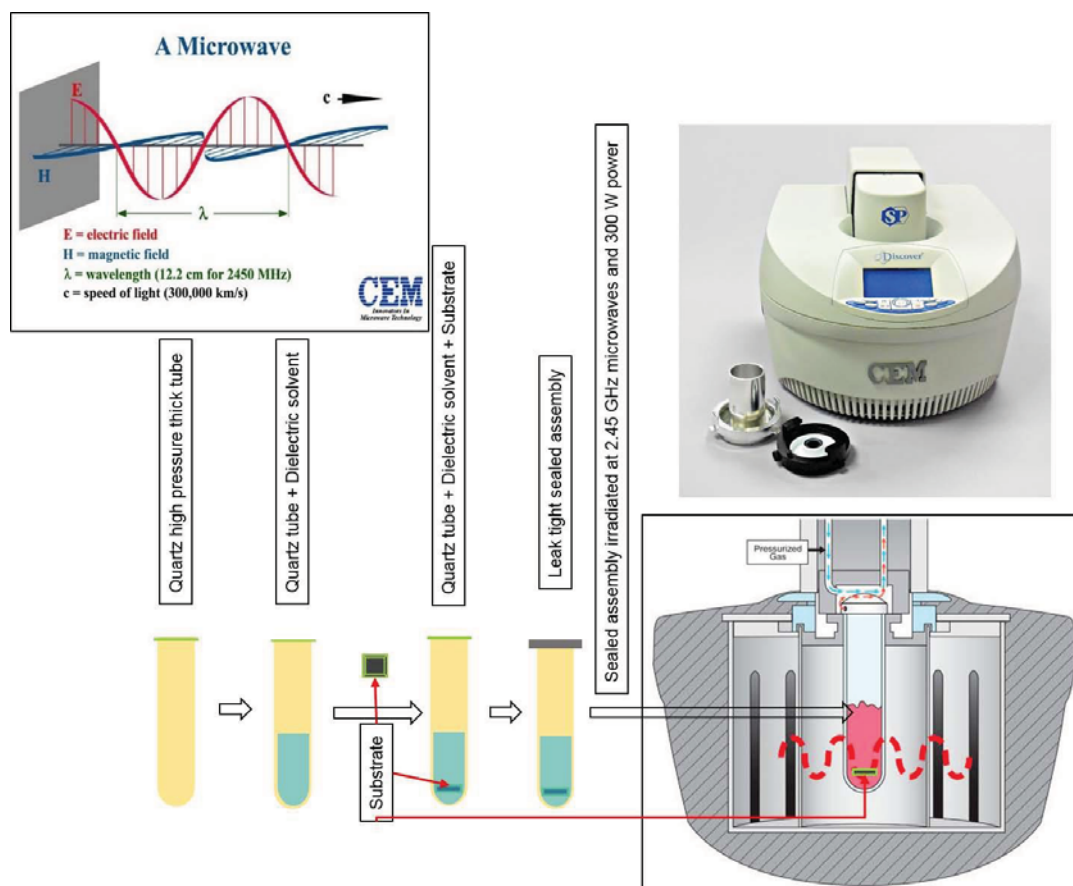 A Microwave
E
c
H
λ
E = electric field
H = magnetic field
λ = wavelength (12.2 cm for 2450 MHz)
c = speed of light (300,000 km/s)
CEM
Innovators in
Microwave Technology
Quartz high pressure thick tube
Quartz tube + Dielectric solvent
Quartz tube + Dielectric solvent + Substrate
Leak tight sealed assembly
Sealed assembly irradiated at 2.45 GHz microwaves and 300 W power
SP
Discover
CEM
Pressurized
Gas
Substrate